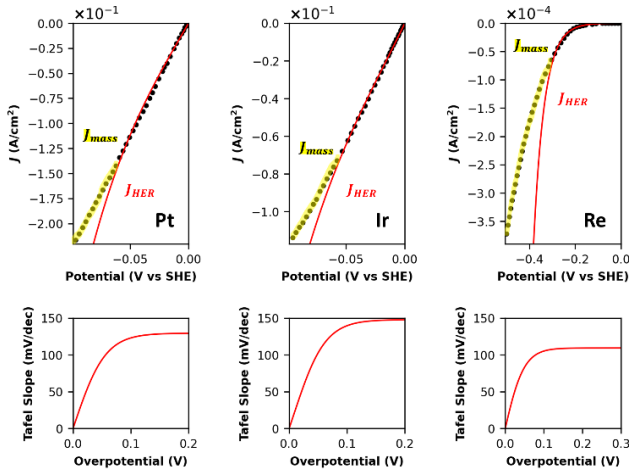 ×10⁻¹
×10⁻¹
×10⁻⁴
0.00
−0.25
−0.50
−0.75
−1.00
−1.25
−1.50
−1.75
−2.00
J (A/cm²)
J_mass
J_HER
Pt
−0.05
0.00
Potential (V vs SHE)
0.0
−0.2
−0.4
−0.6
−0.8
−1.0
J (A/cm²)
J_mass
J_HER
Ir
−0.05
0.00
Potential (V vs SHE)
0.0
−0.5
−1.0
−1.5
−2.0
−2.5
−3.0
−3.5
J (A/cm²)
J_mass
J_HER
Re
−0.4
−0.2
0.0
Potential (V vs SHE)
150
100
50
0
Tafel Slope (mV/dec)
0.0
0.1
0.2
Overpotential (V)
150
100
50
0
Tafel Slope (mV/dec)
0.0
0.1
0.2
Overpotential (V)
150
100
50
0
Tafel Slope (mV/dec)
0.0
0.1
0.2
0.3
Overpotential (V)